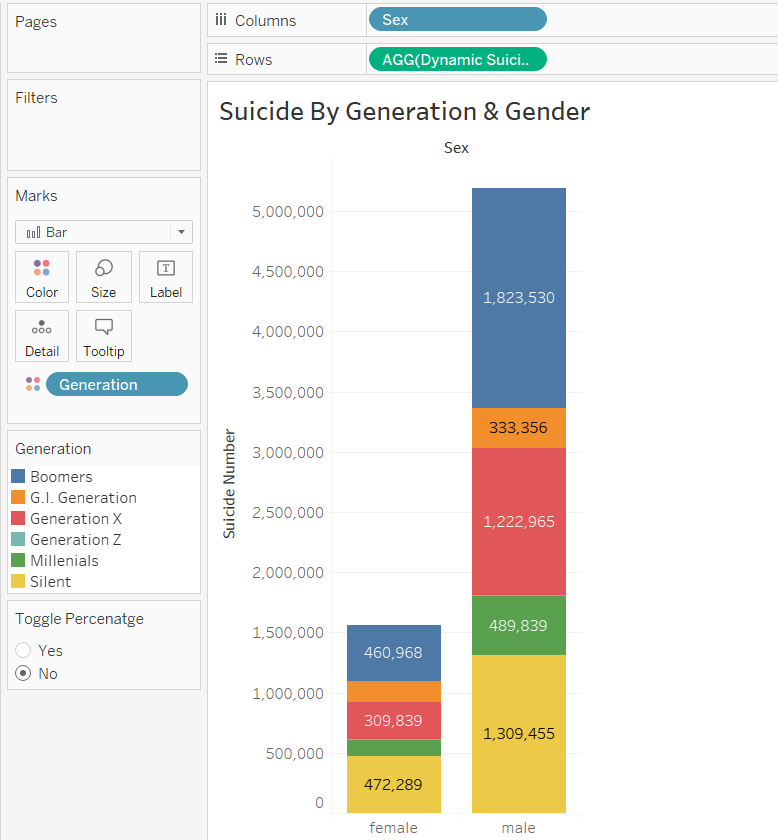 Pages
Columns
Sex
Rows
AGG(Dynamic Suici..
Filters
Marks
Bar
Color
Size
Label
Detail
Tooltip
Generation
Generation
Boomers
G.I. Generation
Generation X
Generation Z
Millenials
Silent
Toggle Percenatge
Yes
No
Suicide By Generation & Gender
Sex
Suicide Number
5,000,000
4,500,000
4,000,000
3,500,000
3,000,000
2,500,000
2,000,000
1,500,000
1,000,000
500,000
0
460,968
309,839
472,289
1,823,530
333,356
1,222,965
489,839
1,309,455
female
male